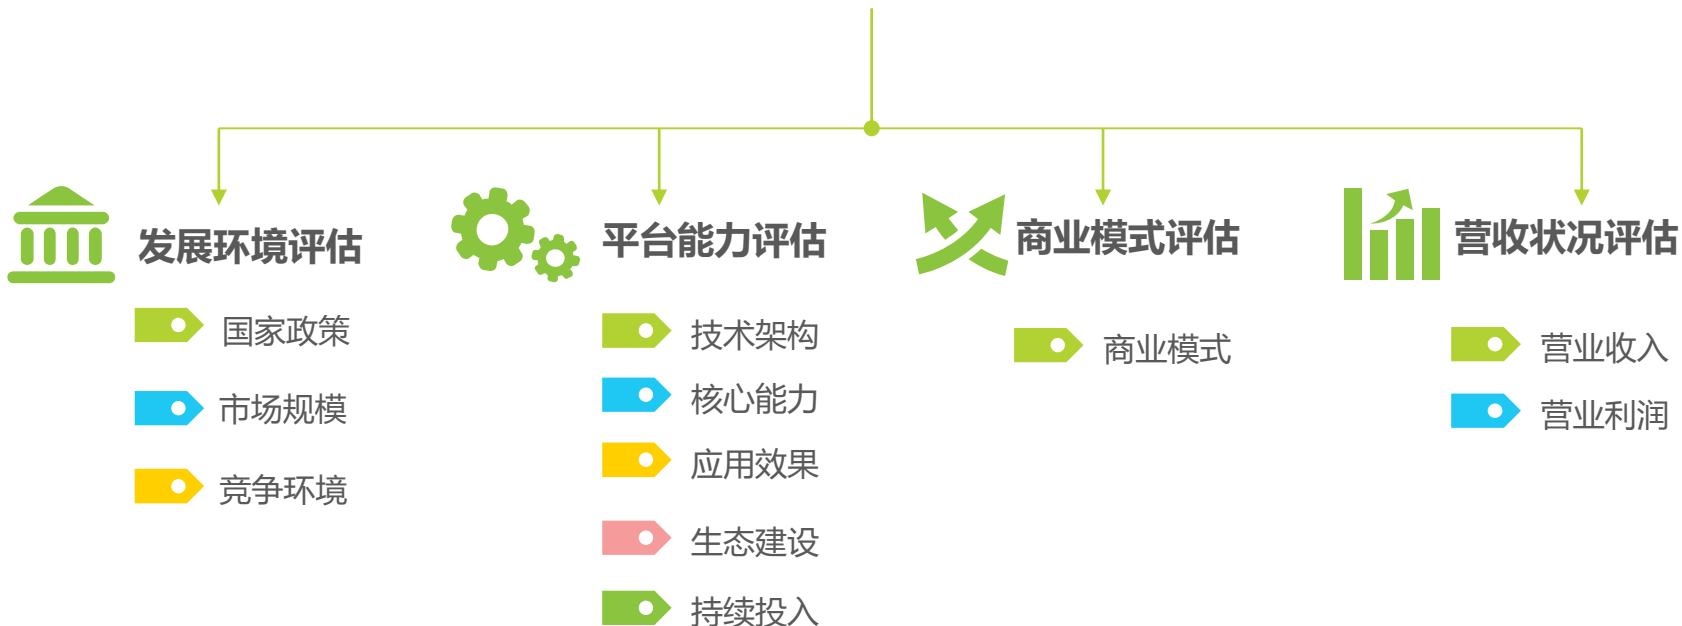 发展环境评估
国家政策
市场规模
竞争环境
平台能力评估
技术架构
核心能力
应用效果
生态建设
持续投入
商业模式评估
商业模式
营收状况评估
营业收入
营业利润